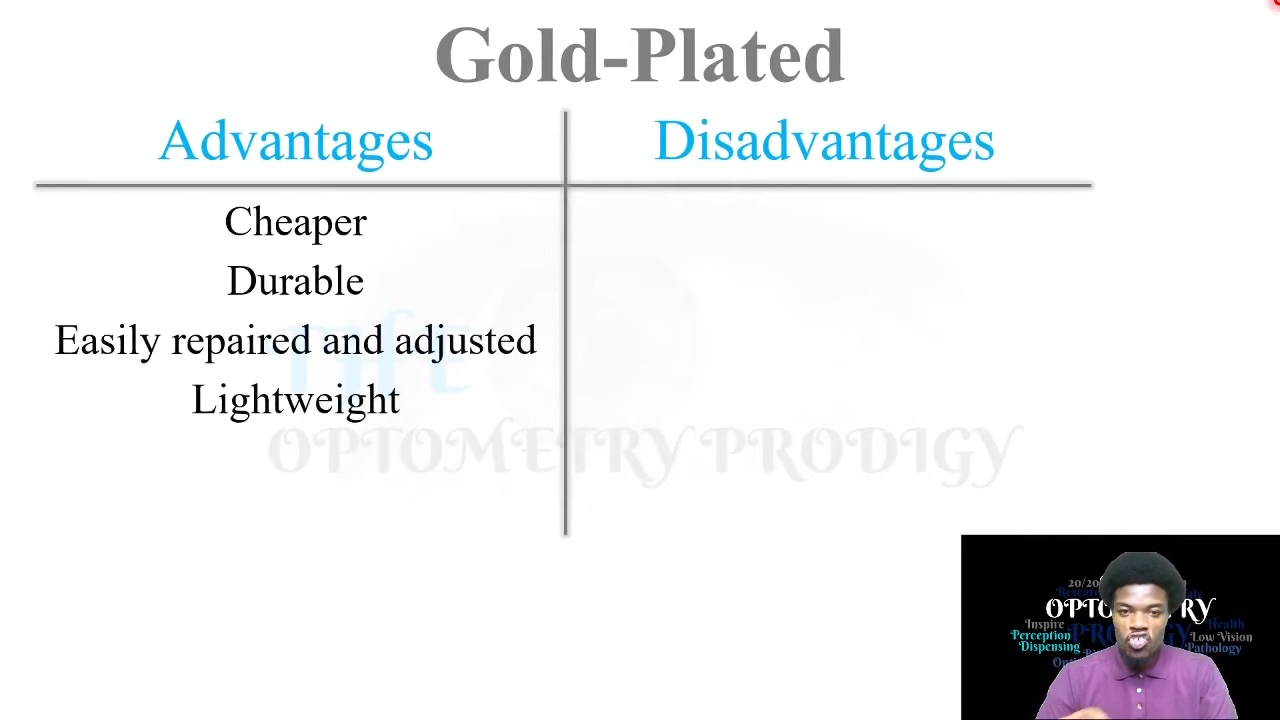 Gold-Plated
Advantages
Disadvantages
Cheaper
Durable
Easily repaired and adjusted
Lightweight
OPTOMETRY PRODIGY
20/20
Inspire
Perception
Dispensing
Health
Low Vision
Pathology